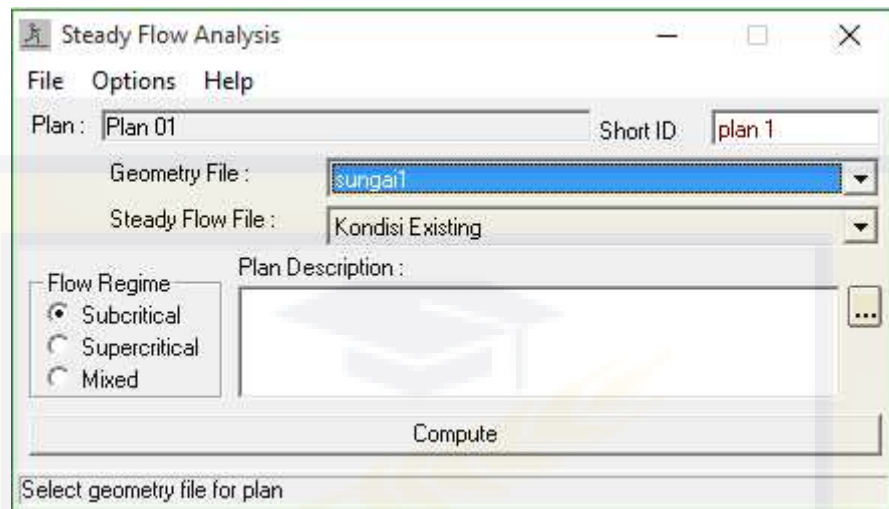 Steady Flow Analysis
File Options Help
Plan : Plan 01 Short ID plan 1
Geometry File : sungai1
Steady Flow File : Kondisi Existing
Flow Regime Plan Description :
Subcritical
Supercritical
Mixed
...
Compute
Select geometry file for plan